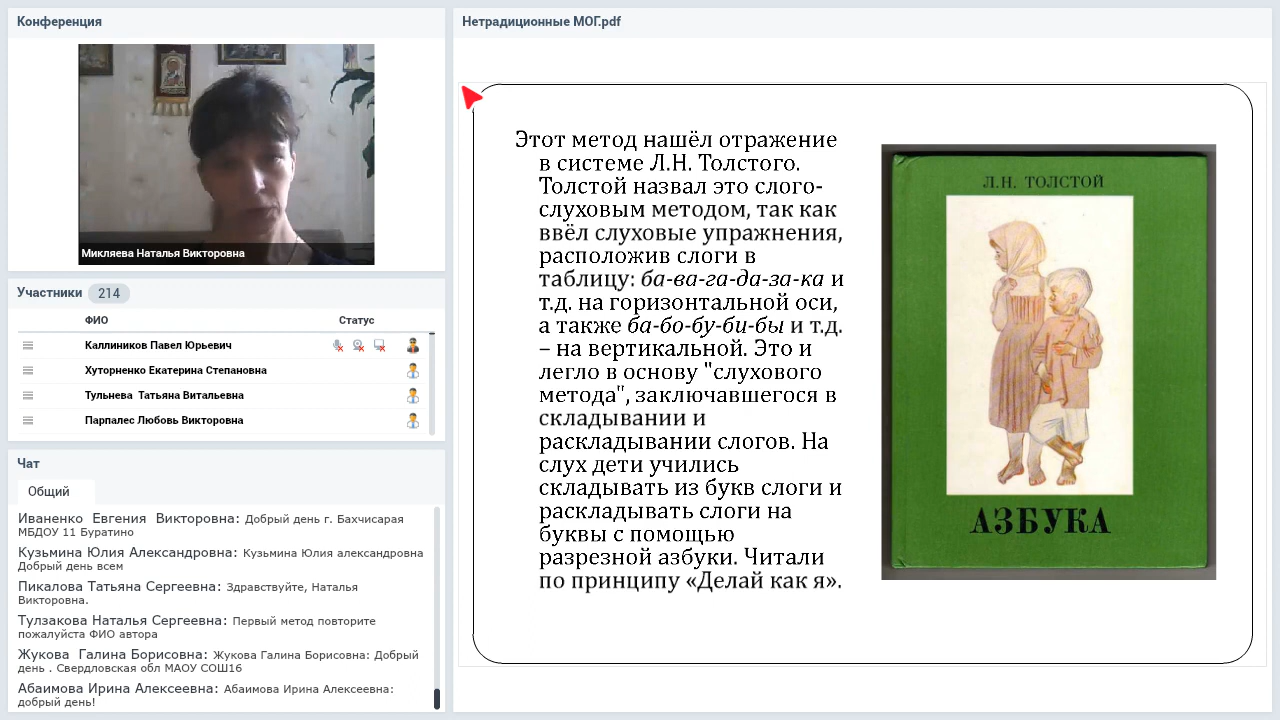 Конференция
Микляева Наталья Викторовна
Участники 214
ФИО Статус
Каллиников Павел Юрьевич
Хуторненко Екатерина Степановна
Тульнева Татьяна Витальевна
Парпалес Любовь Викторовна
Чат
Общий
Иваненко Евгения Викторовна: Добрый день г. Бахчисарая
МБДОУ 11 Буратино
Кузьмина Юлия Александровна: Кузьмина Юлия александровна
Добрый день всем
Пикалова Татьяна Сергеевна: Здравствуйте, Наталья
Викторовна.
Тулзакова Наталья Сергеевна: Первый метод повторите
пожалуйста ФИО автора
Жукова Галина Борисовна: Жукова Галина Борисовна: Добрый
день . Свердловская обл МАОУ СОШ16
Абаимова Ирина Алексеевна: Абаимова Ирина Алексеевна:
добрый день!
Нетрадиционные МОГ.pdf
Этот метод нашёл отражение
в системе Л.Н. Толстого.
Толстой назвал это слого-
слуховым методом, так как
ввёл слуховые упражнения,
расположив слоги в
таблицу: ба-ва-га-да-за-ка и
т.д. на горизонтальной оси,
а также ба-бо-бу-би-бы и т.д.
– на вертикальной. Это и
легло в основу "слухового
метода", заключавшегося в
складывании и
раскладывании слогов. На
слух дети учились
складывать из букв слоги и
раскладывать слоги на
буквы с помощью
разрезной азбуки. Читали
по принципу «Делай как я».
Л.Н. ТОЛСТОЙ
АЗБУКА